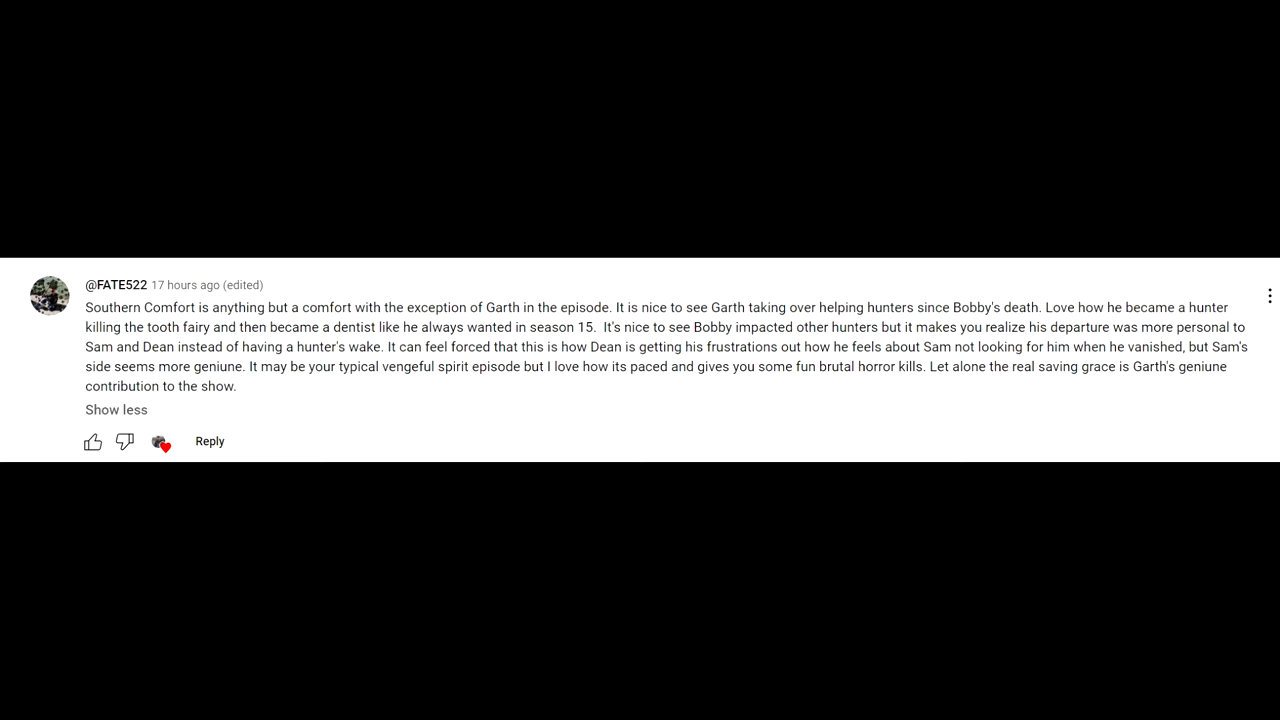 @FATE522 17 hours ago (edited)
Southern Comfort is anything but a comfort with the exception of Garth in the episode. It is nice to see Garth taking over helping hunters since Bobby's death. Love how he became a hunter
killing the tooth fairy and then became a dentist like he always wanted in season 15.  It's nice to see Bobby impacted other hunters but it makes you realize his departure was more personal to
Sam and Dean instead of having a hunter's wake. It can feel forced that this is how Dean is getting his frustrations out how he feels about Sam not looking for him when he vanished, but Sam's
side seems more geniune. It may be your typical vengeful spirit episode but I love how its paced and gives you some fun brutal horror kills. Let alone the real saving grace is Garth's geniune
contribution to the show.
Show less
Reply